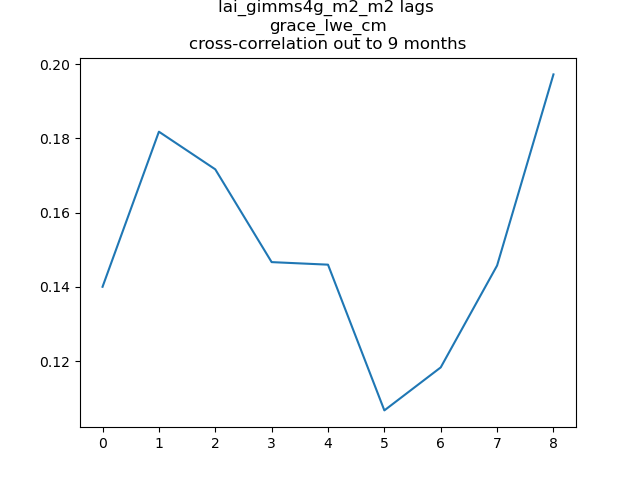 lai_gimms4g_m2_m2 lags
grace_lwe_cm
cross-correlation out to 9 months
0.20
0.18
0.16
0.14
0.12
0 1 2 3 4 5 6 7 8